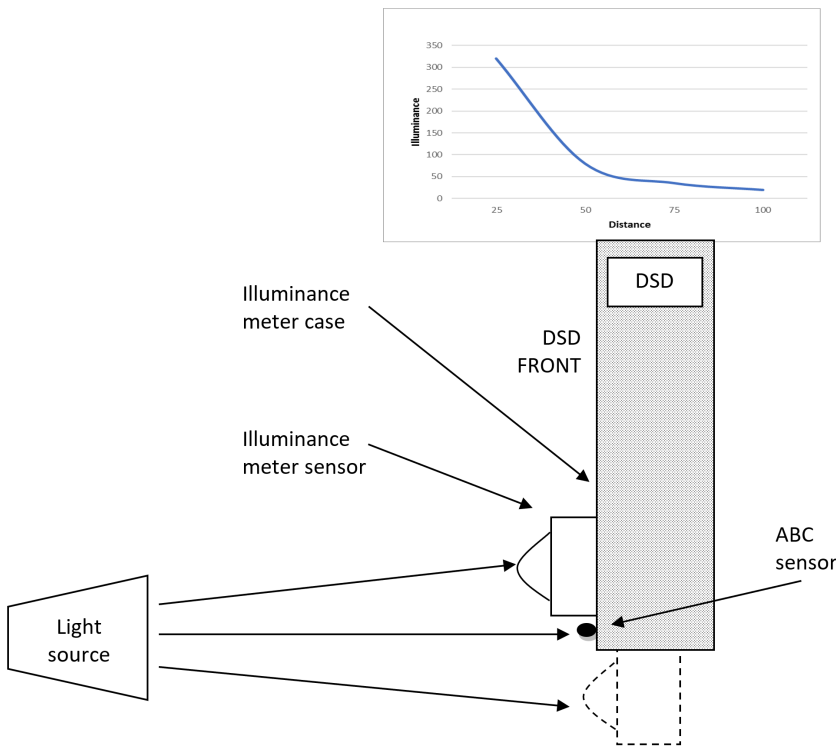 350
300
250
200
150
100
50
0
Illuminance
25 50 75 100
Distance
DSD
Illuminance
meter case
DSD
FRONT
Illuminance
meter sensor
ABC
sensor
Light
source